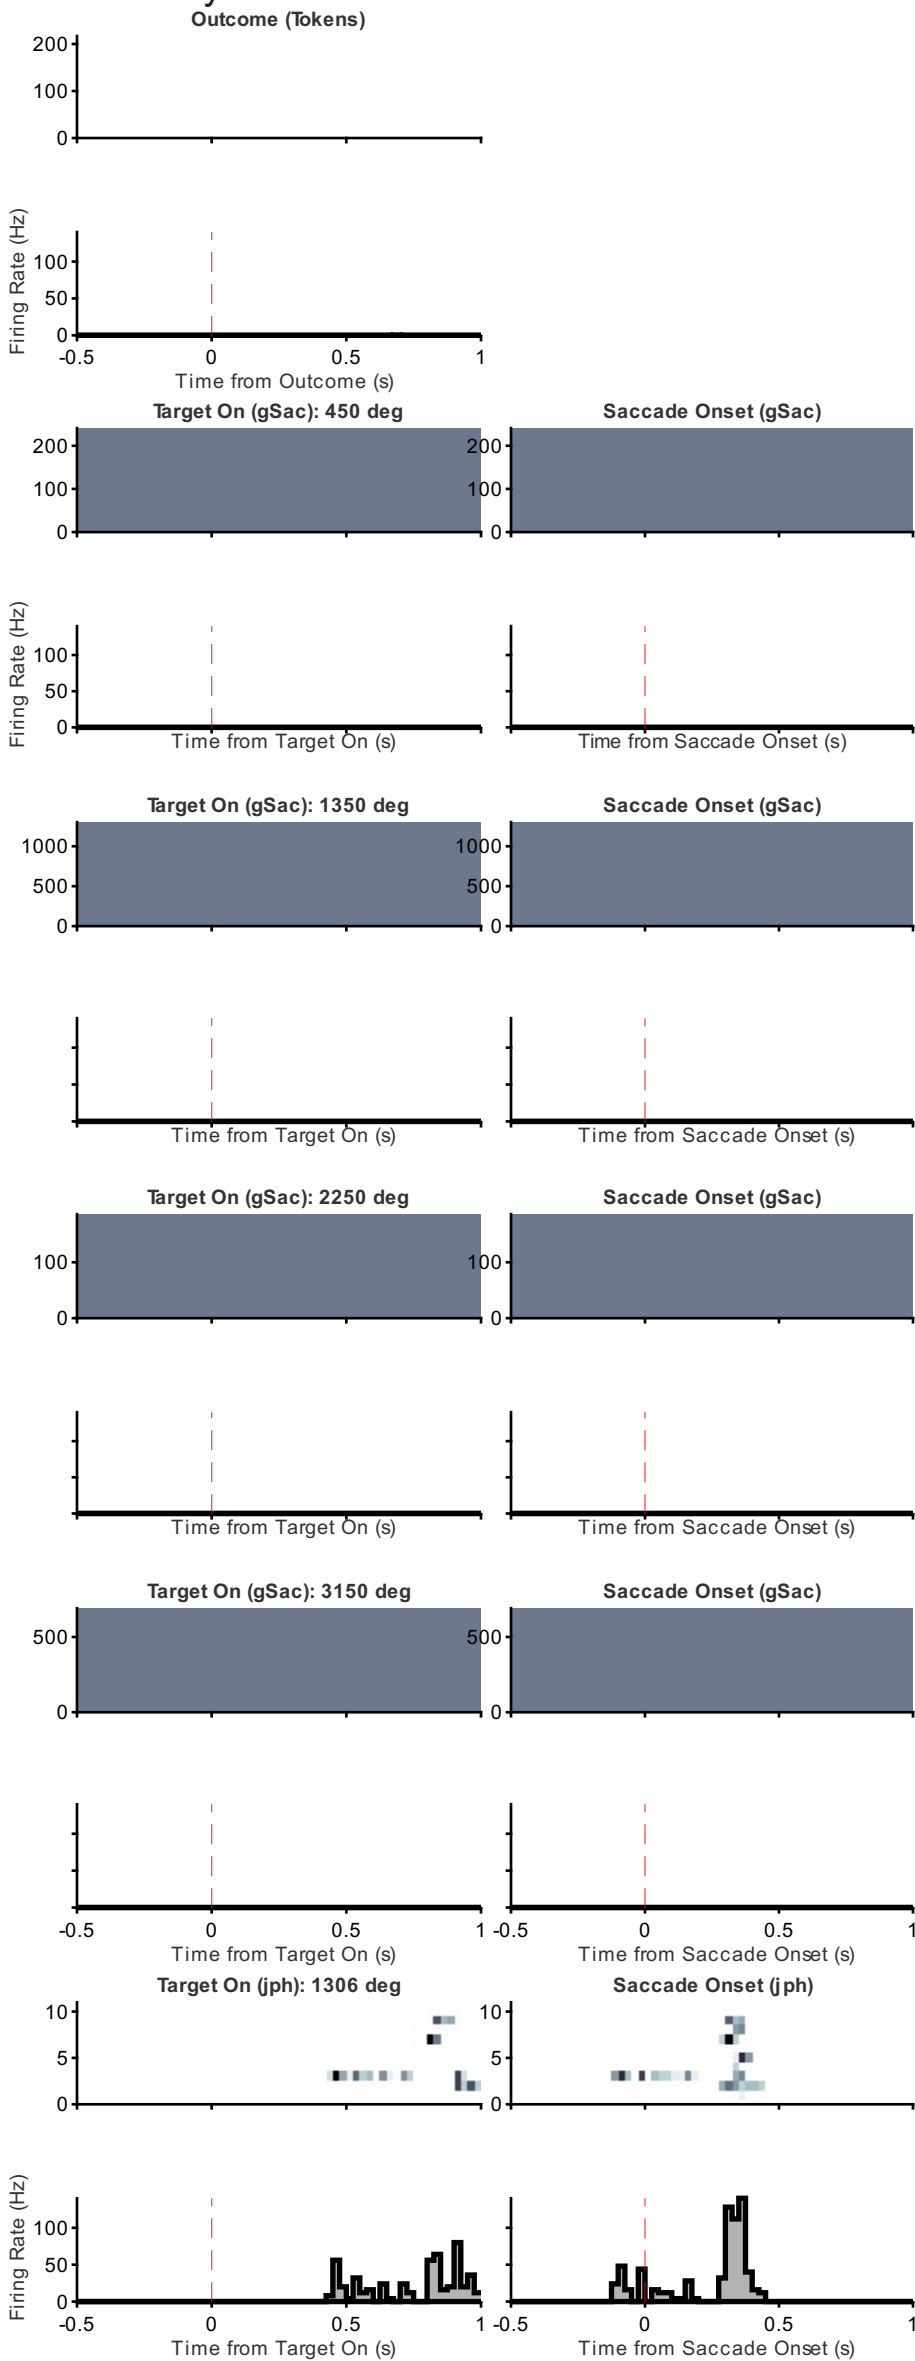 Outcome (Tokens)
200
100
0
Firing Rate (Hz)
100
50
0
-0.5 0 0.5 1
Time from Outcome (s)
Target On (gSac): 450 deg Saccade Onset (gSac)
200 200
100 100
0 0
Firing Rate (Hz)
100
50
0
Time from Target On (s) Time from Saccade Onset (s)
Target On (gSac): 1350 deg Saccade Onset (gSac)
1000 1000
500 500
0 0
Time from Target On (s) Time from Saccade Onset (s)
Target On (gSac): 2250 deg Saccade Onset (gSac)
100 100
0 0
Time from Target On (s) Time from Saccade Onset (s)
Target On (gSac): 3150 deg Saccade Onset (gSac)
500 500
0 0
-0.5 0 0.5 1 -0.5 0 0.5 1
Time from Target On (s) Time from Saccade Onset (s)
Target On (jph): 1306 deg Saccade Onset (jph)
10 10
5 5
0 0
Firing Rate (Hz)
100
50
0
-0.5 0 0.5 1 -0.5 0 0.5 1
Time from Target On (s) Time from Saccade Onset (s)